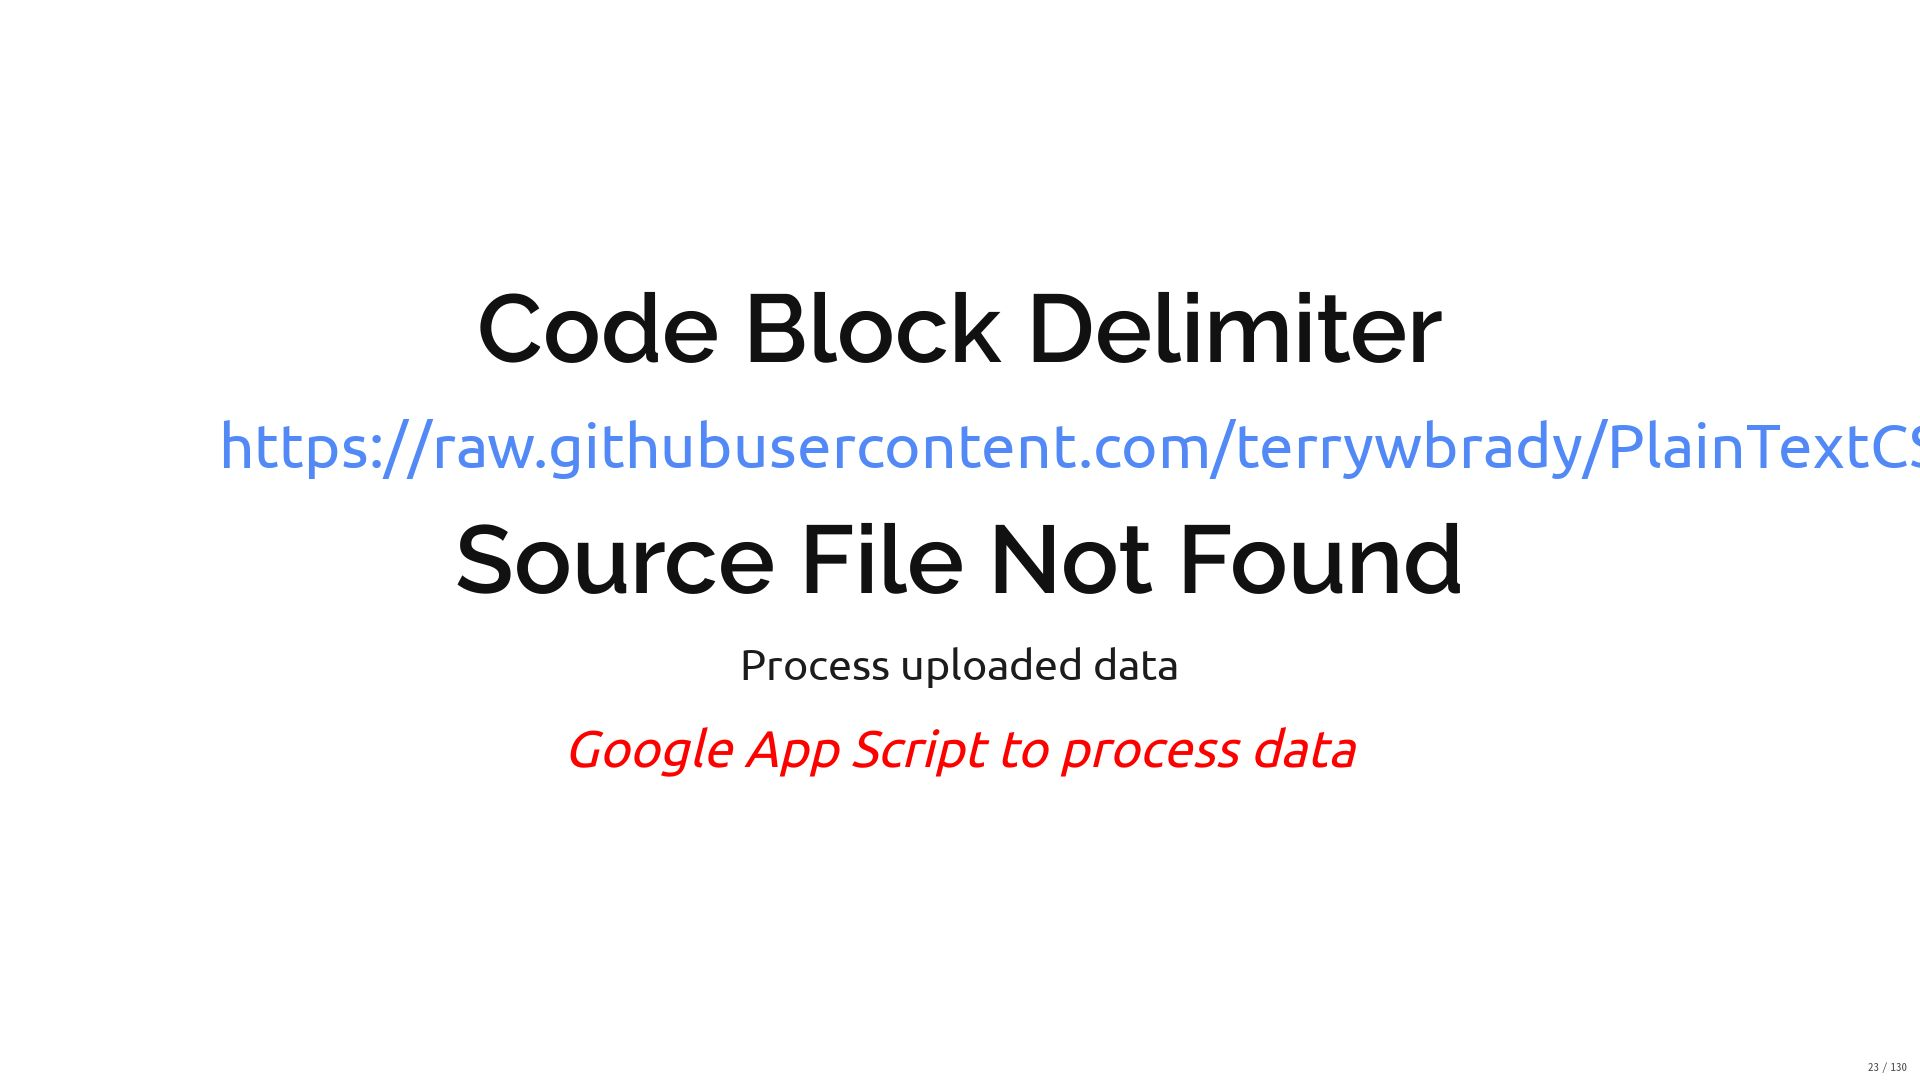 Code Block Delimiter
https://raw.githubusercontent.com/terrywbrady/PlainTextCS
Source File Not Found
Process uploaded data
Google App Script to process data
23 / 130